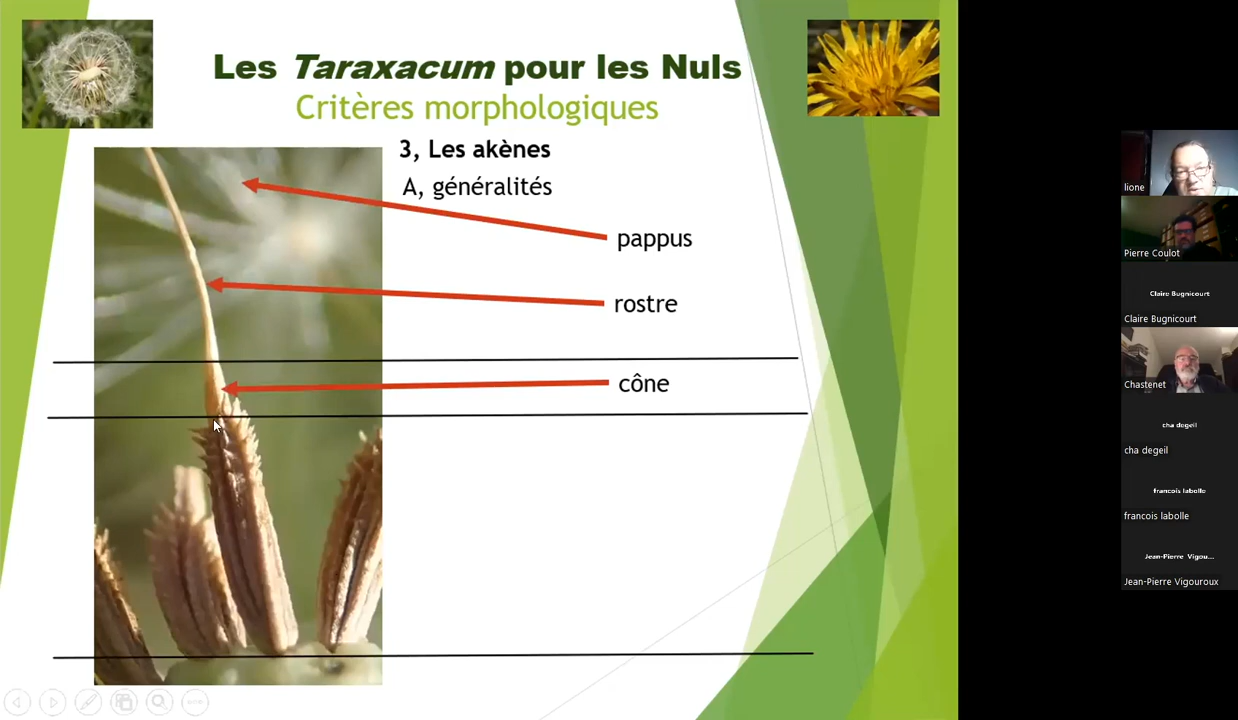 Les Taraxacum pour les Nuls
Critères morphologiques
3, Les akènes
A, généralités
pappus
rostre
cône
lione
Pierre Coulot
Claire Bugnicourt
Claire Bugnicourt
Chastenet
cha degeil
cha degeil
francois labolle
francois labolle
Jean-Pierre Vigou...
Jean-Pierre Vigouroux